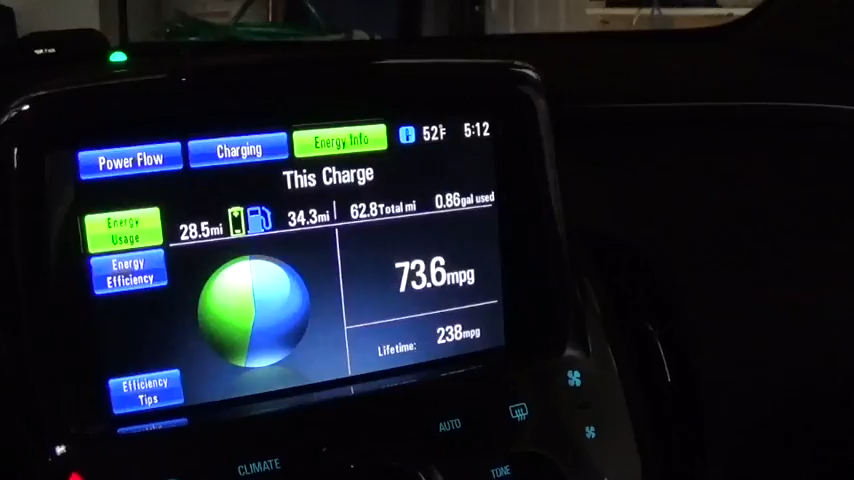 Power Flow Charging Energy Info 52°F 5:12
This Charge
Energy Usage
28.5mi 34.3mi 62.8Total mi 0.86gal used
Energy Efficiency
73.6mpg
Lifetime: 238mpg
Efficiency Tips
AUTO
CLIMATE
TONE